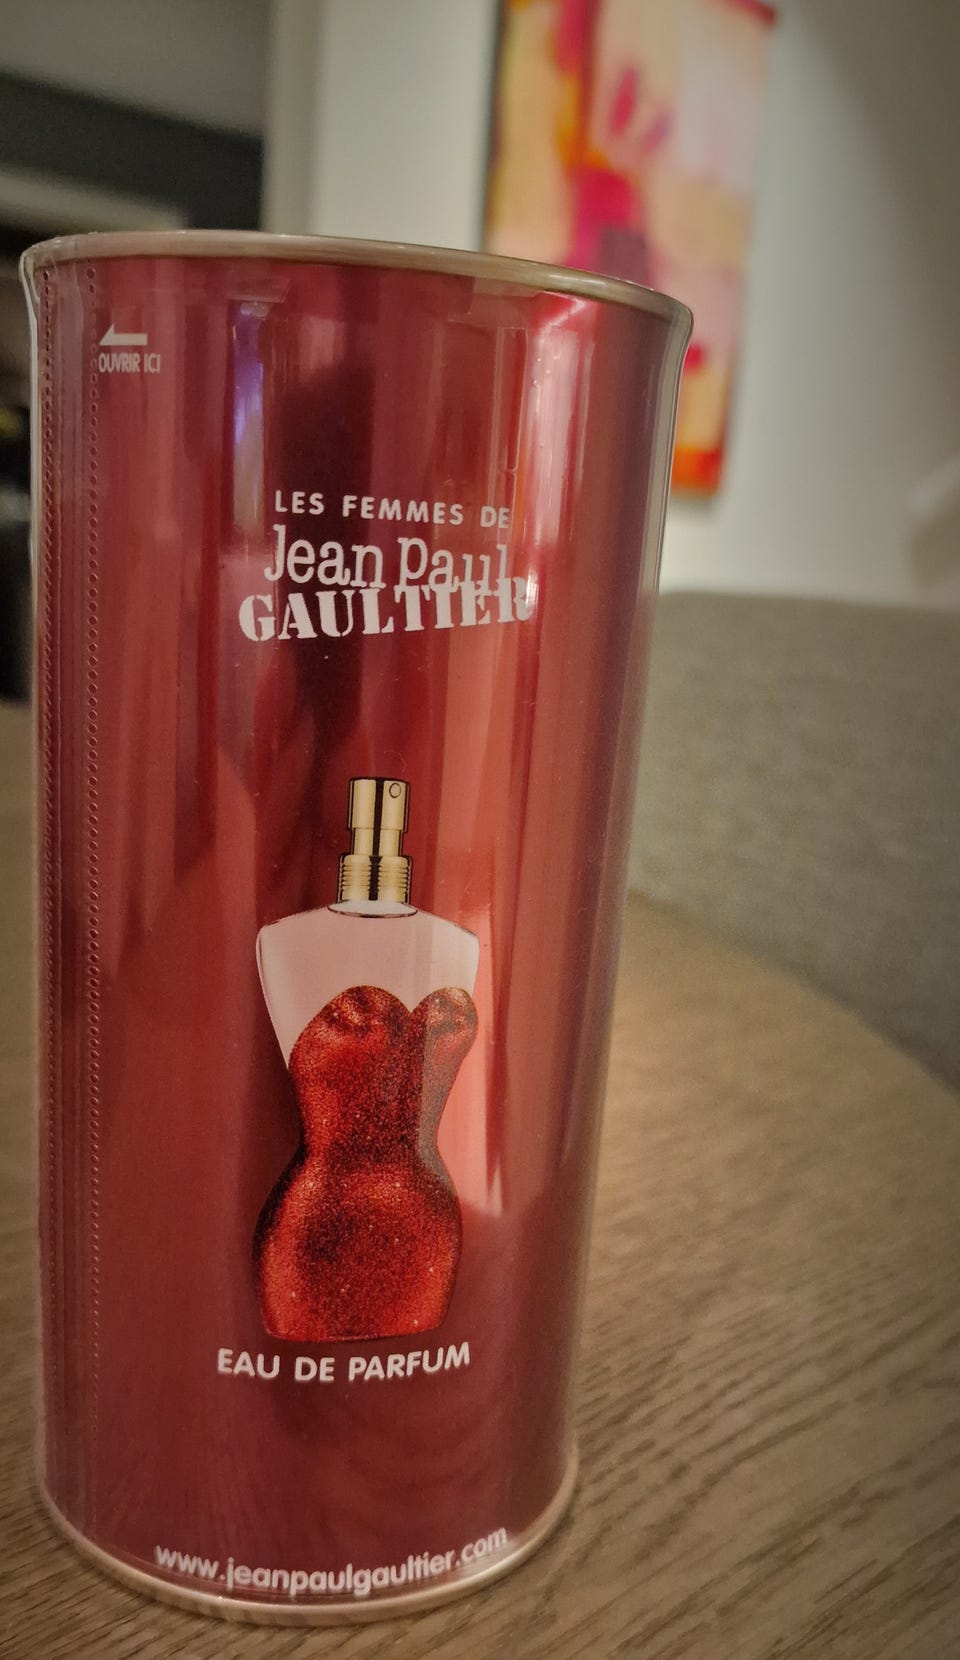 OUVRIR ICI
LES FEMMES DE
Jean Paul
GAULTIER
EAU DE PARFUM
www.jeanpaulgaultier.com